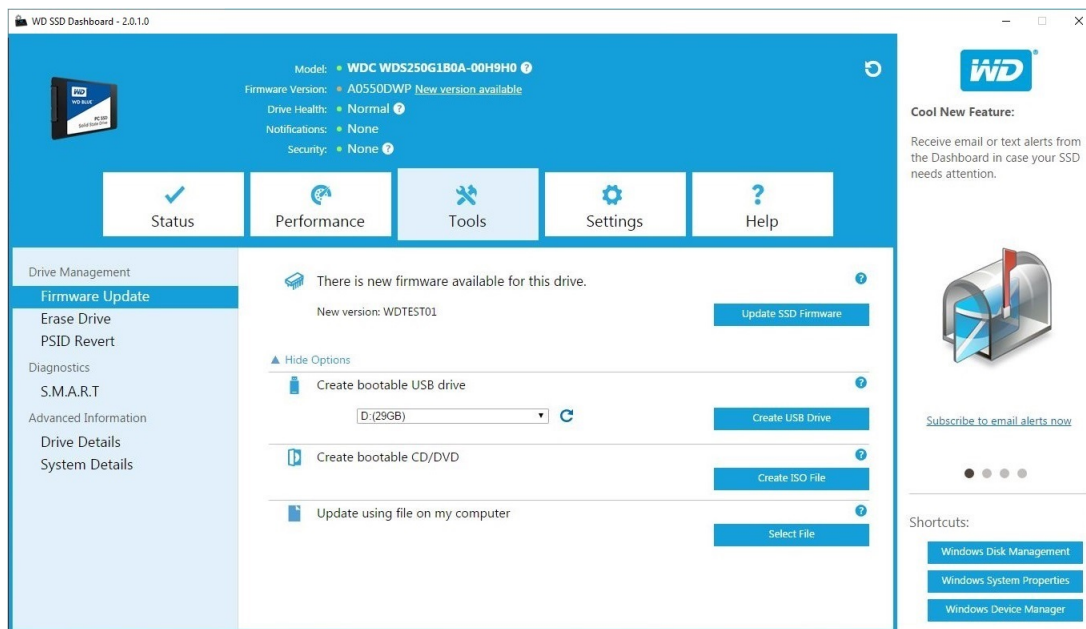 WD SSD Dashboard - 2.0.1.0
Model: WDC WDS250G1B0A-00H9H0 ?
Firmware Version: A0550DWP New version available
Drive Health: Normal ?
Notifications: None
Security: None ?
WD
WD BLUE
Status
Performance
Tools
Settings
Help
Drive Management
Firmware Update
Erase Drive
PSID Revert
Diagnostics
S.M.A.R.T
Advanced Information
Drive Details
System Details
There is new firmware available for this drive.
New version: WDTEST01
Update SSD Firmware
Hide Options
Create bootable USB drive
D:(29GB)
Create USB Drive
Create bootable CD/DVD
Create ISO File
Update using file on my computer
Select File
WD
Cool New Feature:
Receive email or text alerts from
the Dashboard in case your SSD
needs attention.
Subscribe to email alerts now
Shortcuts:
Windows Disk Management
Windows System Properties
Windows Device Manager